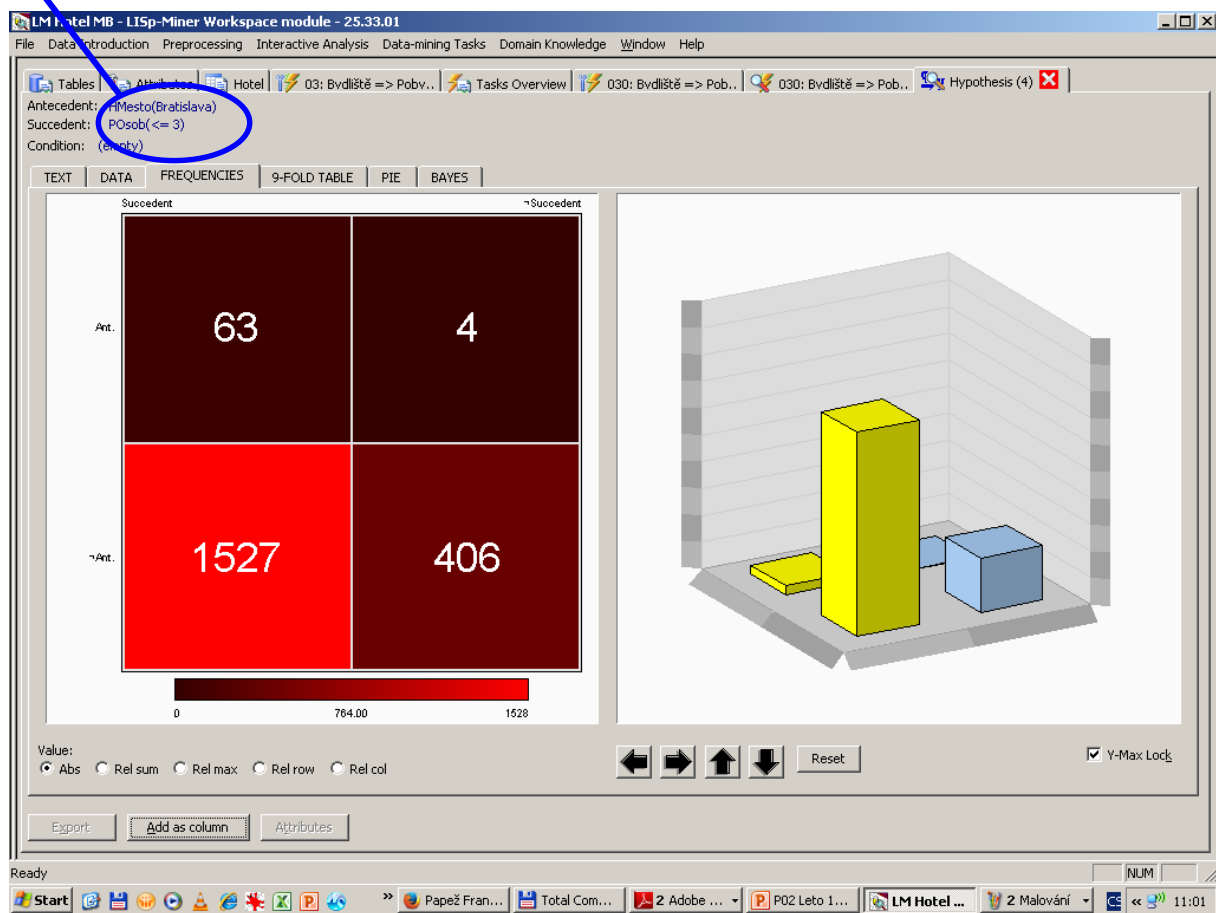 LM Hotel MB - LISp-Miner Workspace module - 25.33.01
File Data Introduction Preprocessing Interactive Analysis Data-mining Tasks Domain Knowledge Window Help
Tables Attributes Hotel 03: Bydliště => Pobv.. Tasks Overview 030: Bydliště => Pob.. 030: Bydliště => Pob.. Hypothesis (4)
Antecedent: HMesto(Bratislava)
Succedent: POsob(<= 3)
Condition: (empty)
TEXT DATA FREQUENCIES 9-FOLD TABLE PIE BAYES
Succedent ¬Succedent
Ant. 63 4
¬Ant. 1527 406
0 764.00 1528
Value:
Abs Rel sum Rel max Rel row Rel col Reset Y-Max Lock
Export Add as column Attributes
Ready NUM
Start » Papež Fran... Total Com... 2 Adobe ... P02 Leto 1... LM Hotel ... 2 Malování CS « 11:01